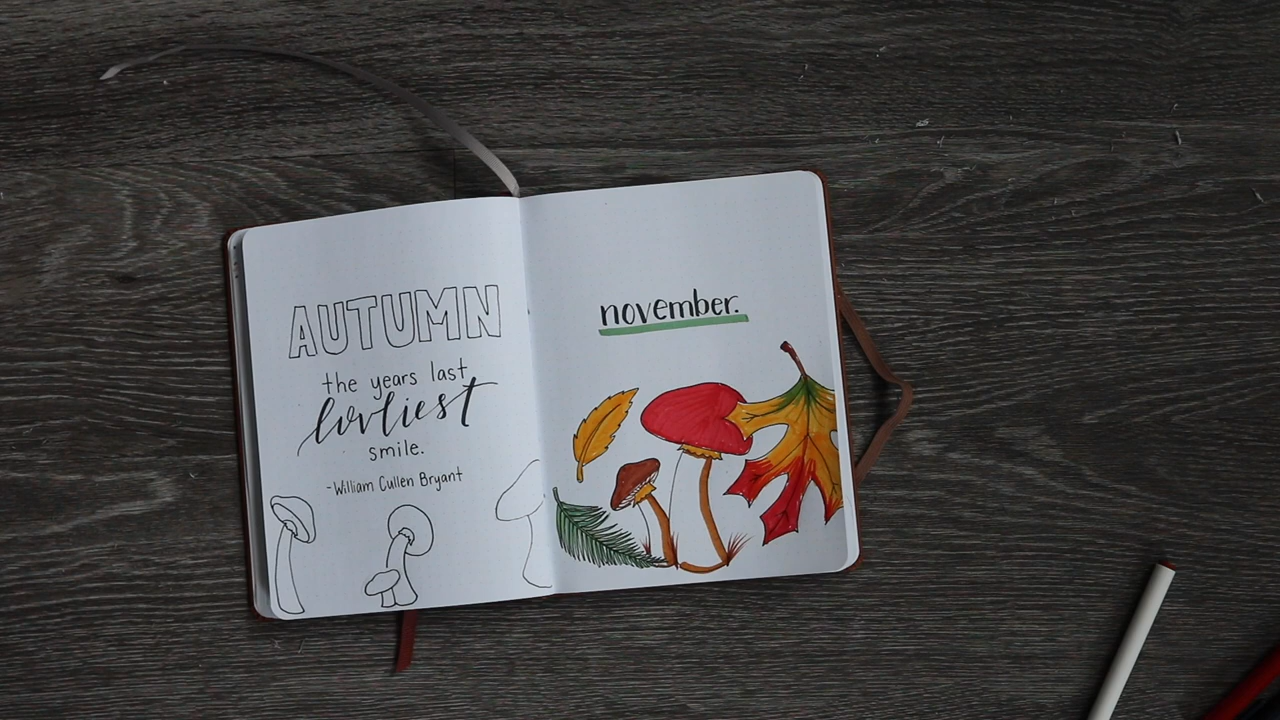 AUTUMN
the years last
lovliest
smile.
-William Cullen Bryant
november.